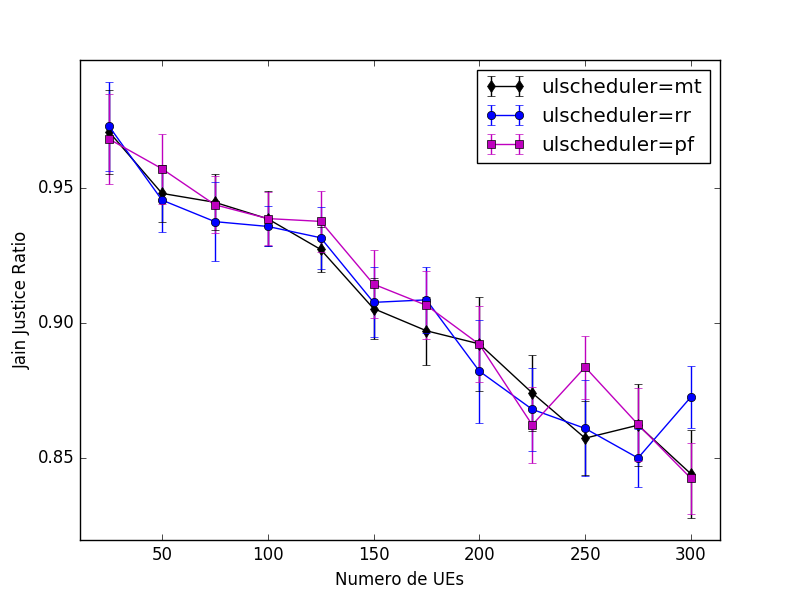 ulscheduler=mt
ulscheduler=rr
ulscheduler=pf
0.95
0.90
0.85
Jain Justice Ratio
50 100 150 200 250 300
Numero de UEs